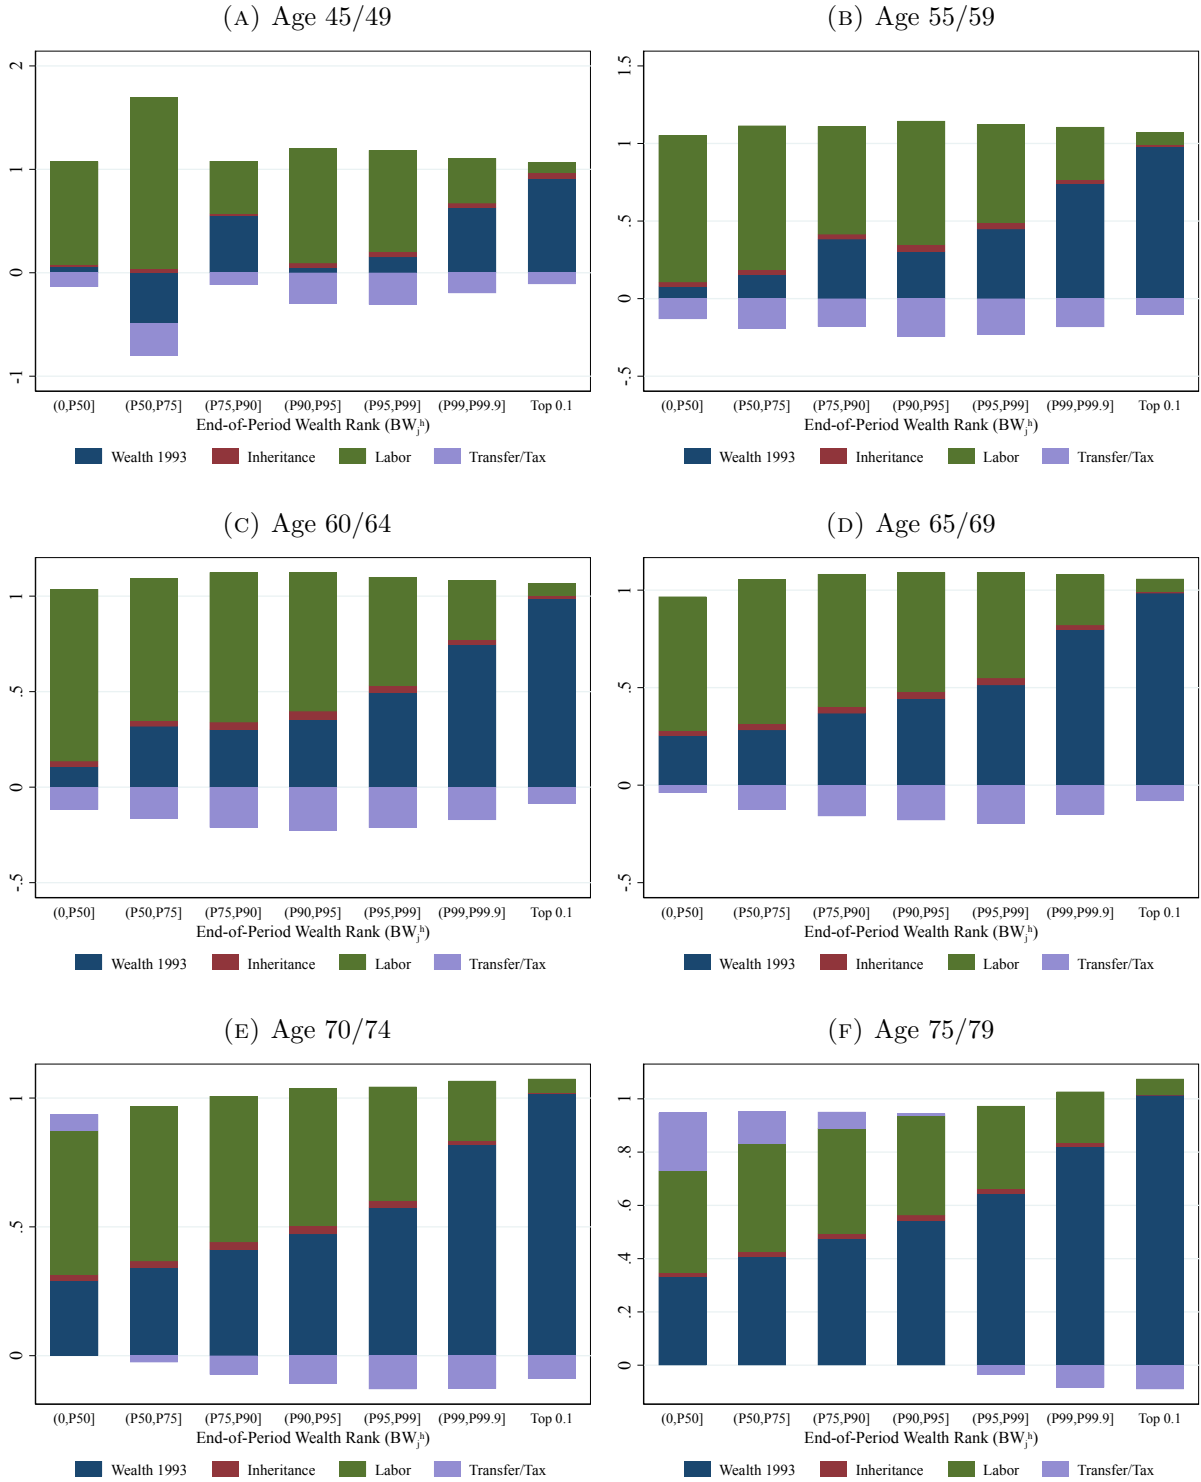 (A) Age 45/49
2
1
0
-1
(0,P50] (P50,P75] (P75,P90] (P90,P95] (P95,P99] (P99,P99.9] Top 0.1
End-of-Period Wealth Rank (BW_j^h)
Wealth 1993 Inheritance Labor Transfer/Tax
(B) Age 55/59
1.5
1
.5
0
-.5
(0,P50] (P50,P75] (P75,P90] (P90,P95] (P95,P99] (P99,P99.9] Top 0.1
End-of-Period Wealth Rank (BW_j^h)
Wealth 1993 Inheritance Labor Transfer/Tax
(C) Age 60/64
1
.5
0
-.5
(0,P50] (P50,P75] (P75,P90] (P90,P95] (P95,P99] (P99,P99.9] Top 0.1
End-of-Period Wealth Rank (BW_j^h)
Wealth 1993 Inheritance Labor Transfer/Tax
(D) Age 65/69
1
.5
0
-.5
(0,P50] (P50,P75] (P75,P90] (P90,P95] (P95,P99] (P99,P99.9] Top 0.1
End-of-Period Wealth Rank (BW_j^h)
Wealth 1993 Inheritance Labor Transfer/Tax
(E) Age 70/74
1
.5
0
(0,P50] (P50,P75] (P75,P90] (P90,P95] (P95,P99] (P99,P99.9] Top 0.1
End-of-Period Wealth Rank (BW_j^h)
Wealth 1993 Inheritance Labor Transfer/Tax
(F) Age 75/79
1
.8
.6
.4
.2
0
(0,P50] (P50,P75] (P75,P90] (P90,P95] (P95,P99] (P99,P99.9] Top 0.1
End-of-Period Wealth Rank (BW_j^h)
Wealth 1993 Inheritance Labor Transfer/Tax